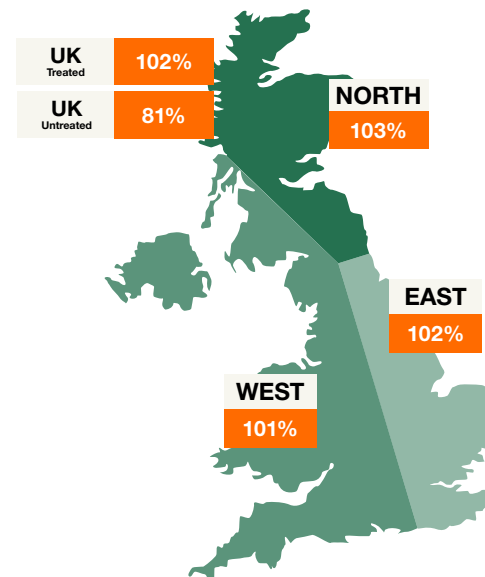 UK
Treated
102%
UK
Untreated
81%
NORTH
103%
EAST
102%
WEST
101%